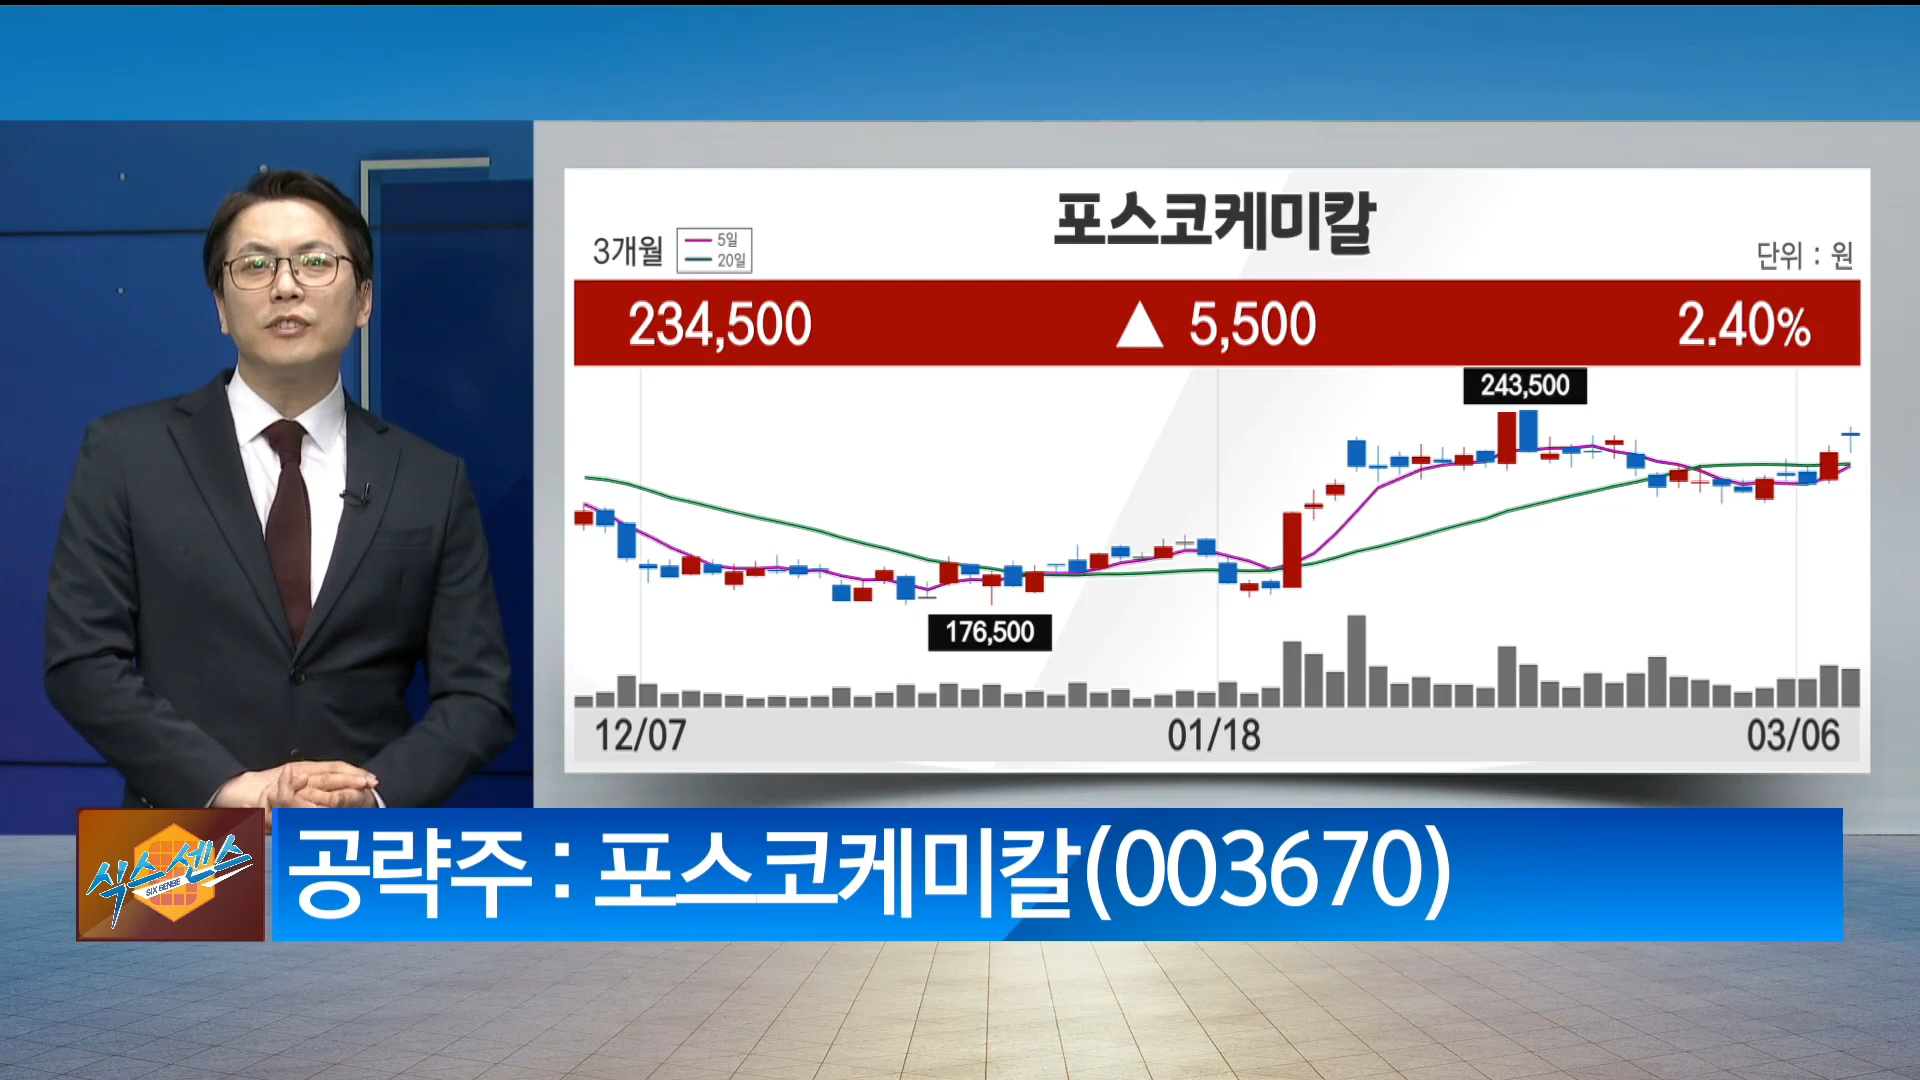 포스코케미칼
3개월
5일
20일
단위 : 원
234,500 ▲ 5,500 2.40%
243,500
176,500
12/07 01/18 03/06
식스센스
SIX SENSE
공략주 : 포스코케미칼(003670)